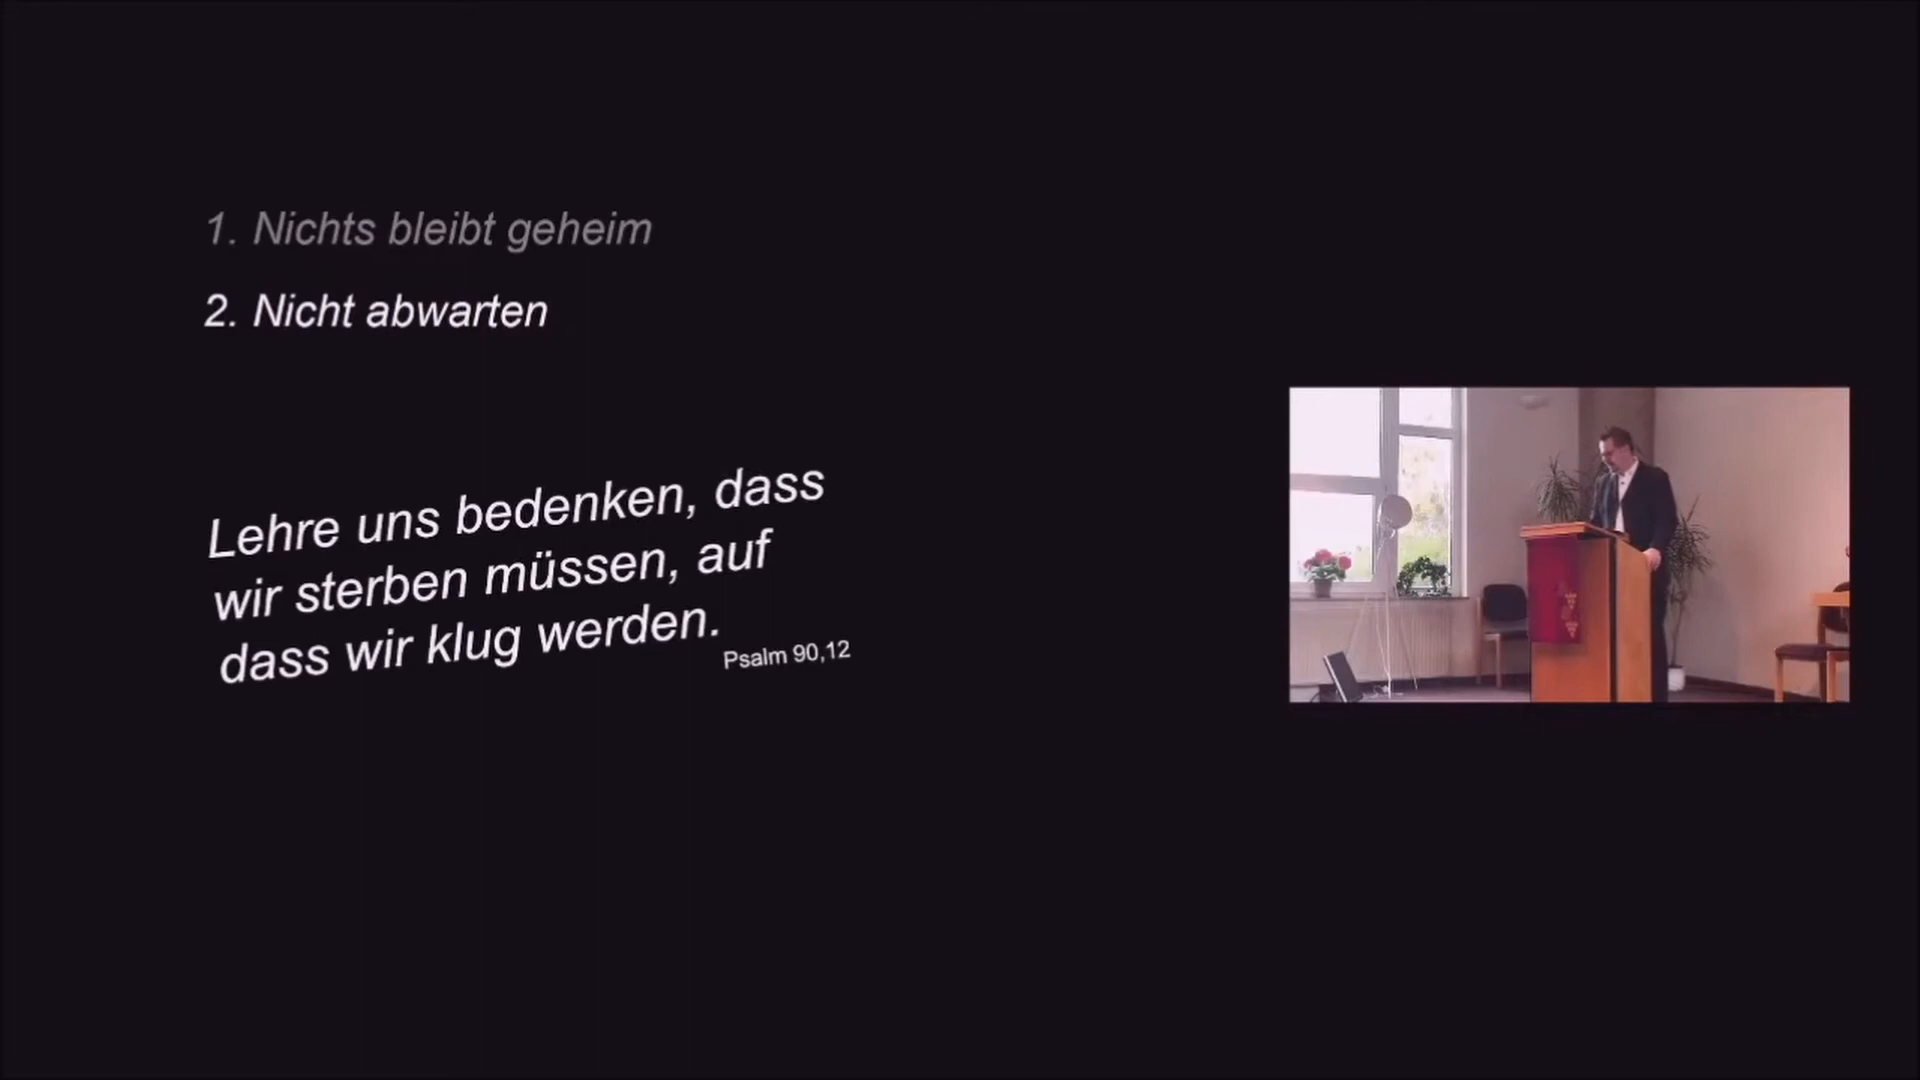 1. Nichts bleibt geheim
2. Nicht abwarten
Lehre uns bedenken, dass
wir sterben müssen, auf
dass wir klug werden.
Psalm 90,12